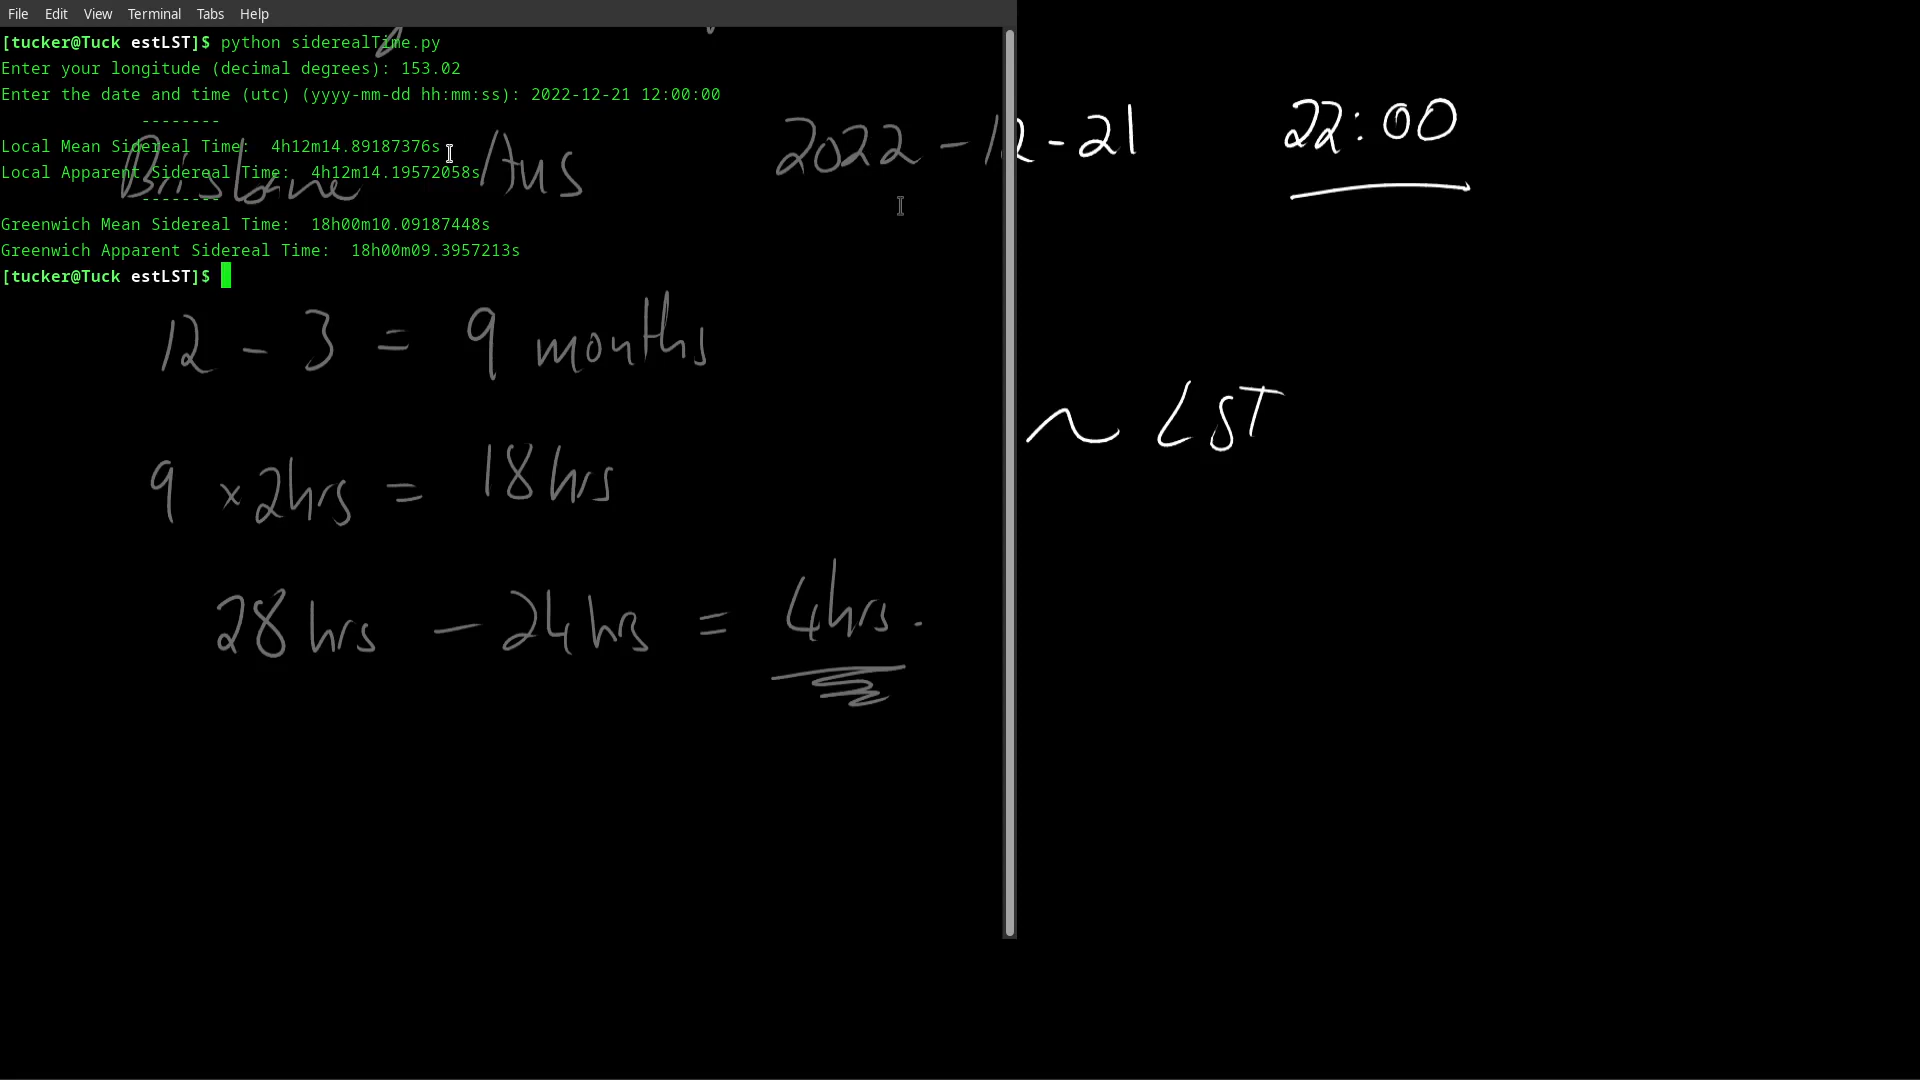 File Edit View Terminal Tabs Help
[tucker@Tuck estLST]$ python siderealTime.py
Enter your longitude (decimal degrees): 153.02
Enter the date and time (utc) (yyyy-mm-dd hh:mm:ss): 2022-12-21 12:00:00
--------
Local Mean Sidereal Time:  4h12m14.89187376s
Local Apparent Sidereal Time:  4h12m14.19572058s
--------
Greenwich Mean Sidereal Time:  18h00m10.09187448s
Greenwich Apparent Sidereal Time:  18h00m09.3957213s
[tucker@Tuck estLST]$
Brisbane Aus 2022-12-21 22:00
12 - 3 = 9 months
~ LST
9 x 2hrs = 18hrs
28hrs - 24hrs = 4hrs.